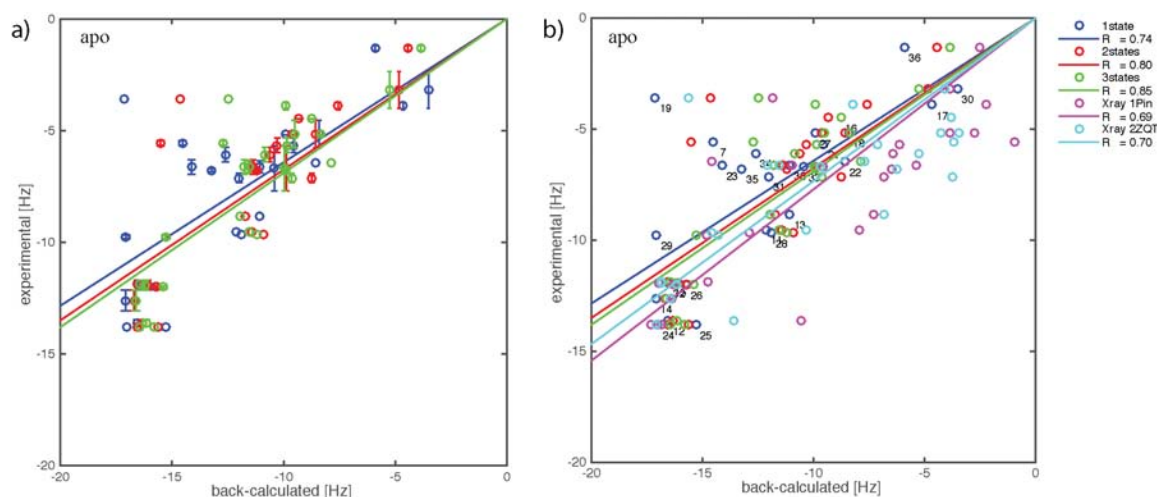 a)
apo
experimental [Hz]
0
-5
-10
-15
-20
-20 -15 -10 -5 0
back-calculated [Hz]
b)
apo
experimental [Hz]
0
-5
-10
-15
-20
36
30
17
19
16
18
27
7
23
35
31
22
29
13
11
28
26
14
24
12
25
-20 -15 -10 -5 0
back-calculated [Hz]
1state
R = 0.74
2states
R = 0.80
3states
R = 0.85
Xray 1Pin
R = 0.69
Xray 2ZQT
R = 0.70